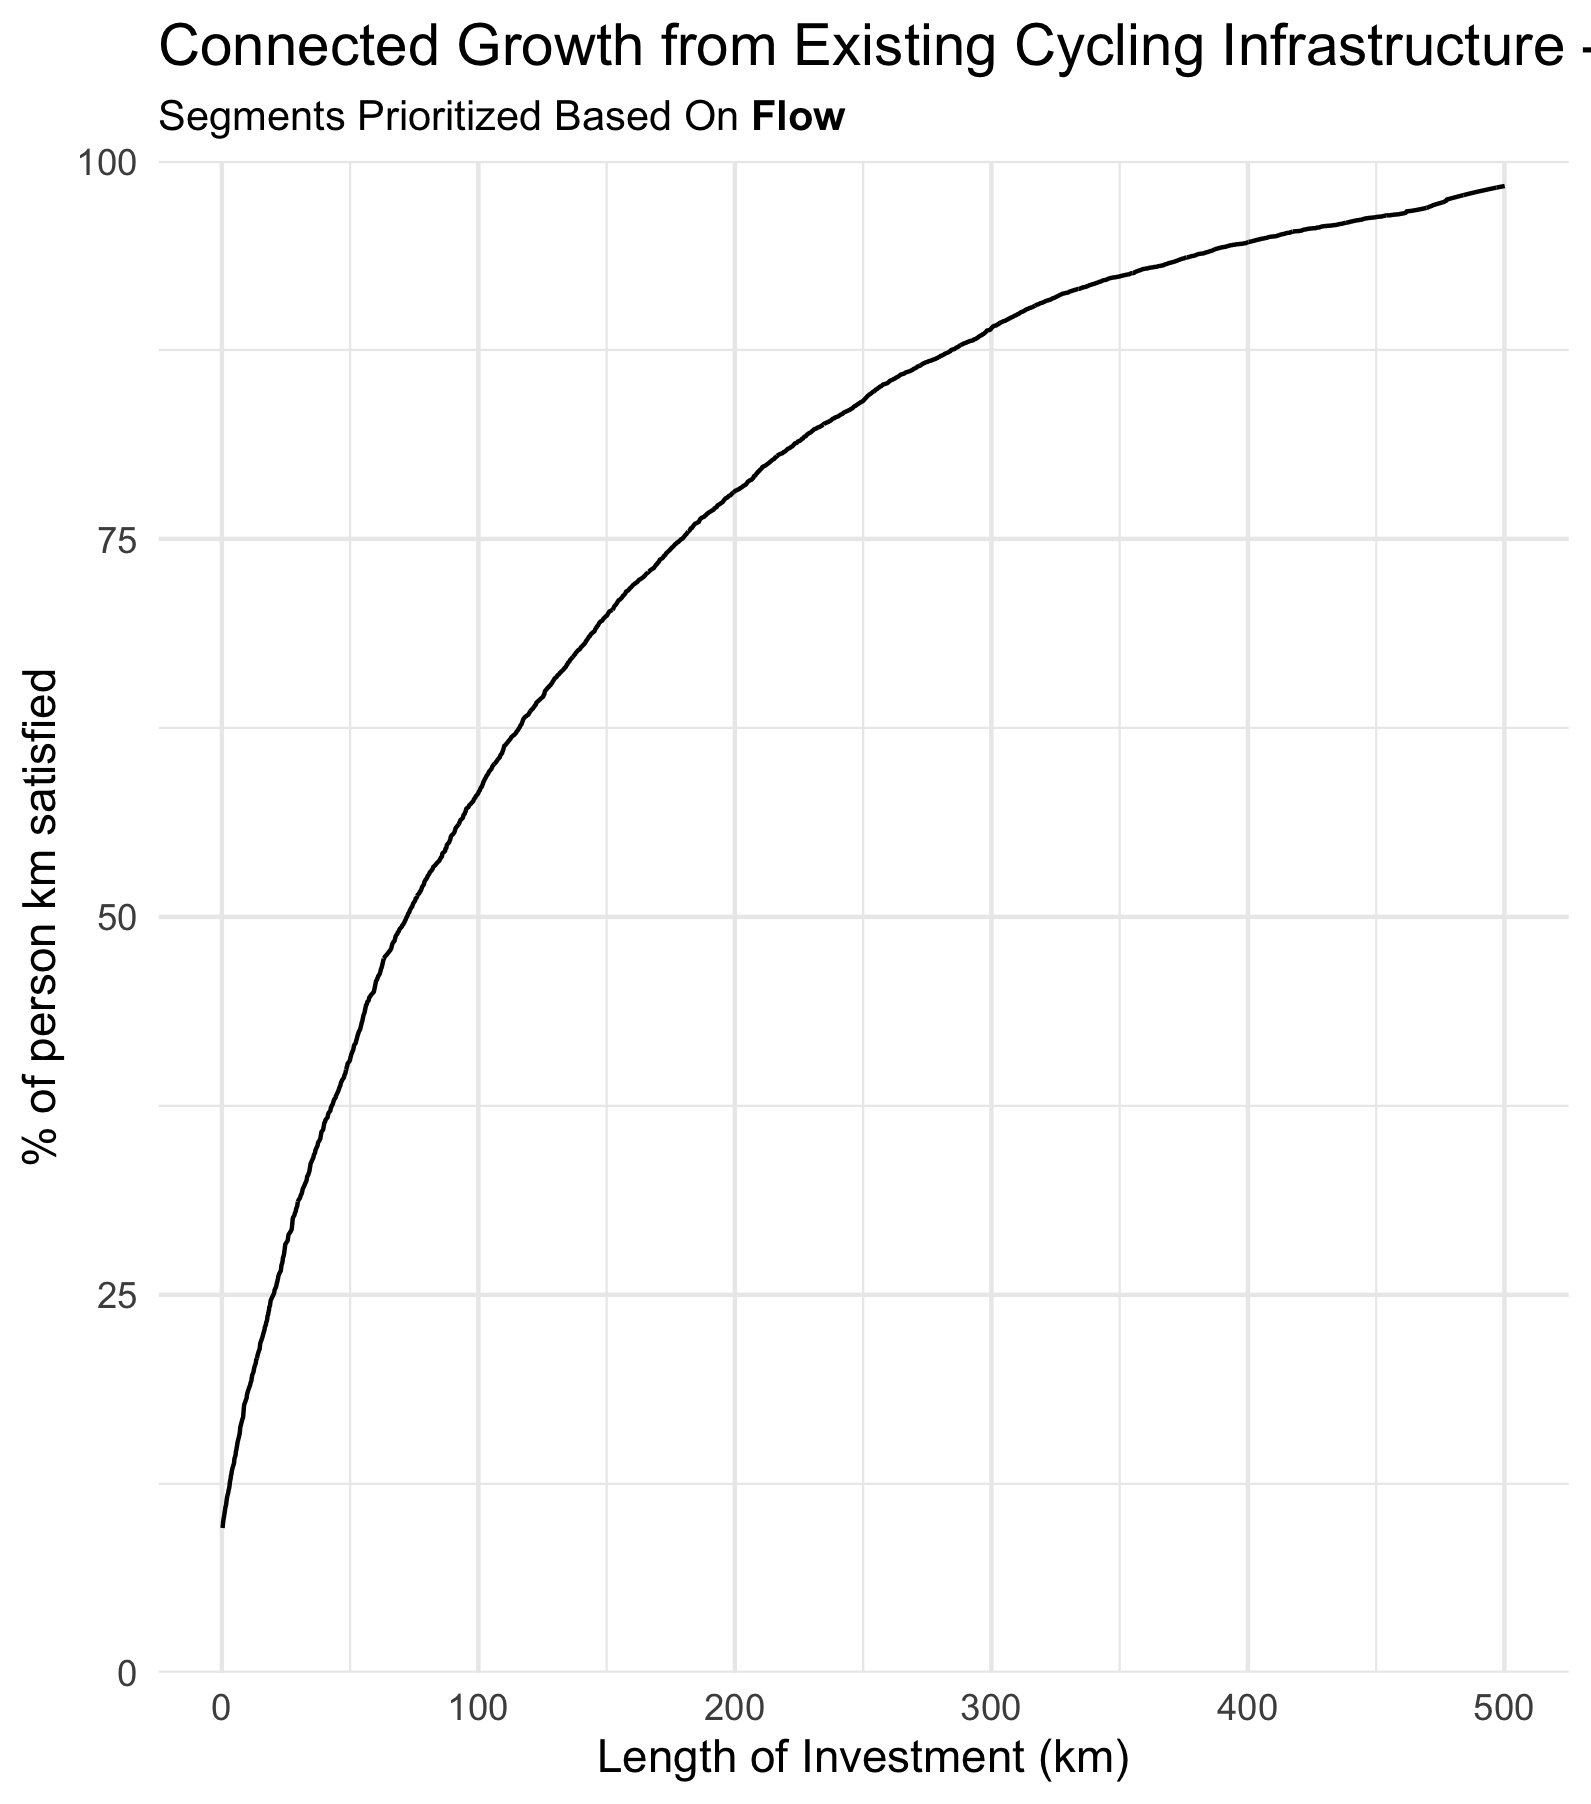 Connected Growth from Existing Cycling Infrastructure -
Segments Prioritized Based On Flow
100
75
50
25
0
% of person km satisfied
0 100 200 300 400 500
Length of Investment (km)